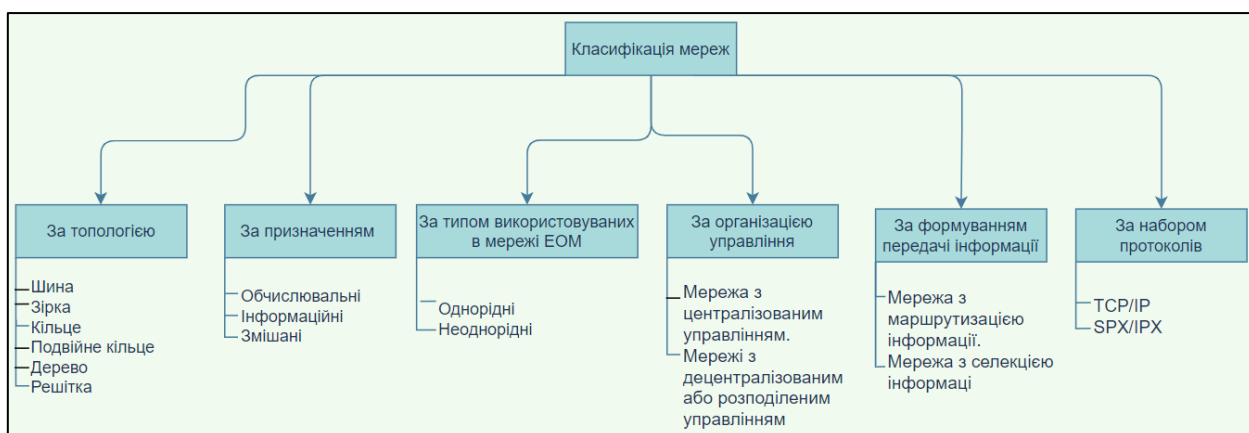 Класифікація мереж
За топологією
Шина
Зірка
Кільце
Подвійне кільце
Дерево
Решітка
За призначенням
Обчислювальні
Інформаційні
Змішані
За типом використовуваних
в мережі ЕОМ
Однорідні
Неоднорідні
За організацією
управління
Мережа з
централізованим
управлінням.
Мережі з
децентралізованим
або розподіленим
управлінням
За формуванням
передачі інформації
Мережа з
маршрутизацією
інформації.
Мережа з селекцією
інформаці
За набором
протоколів
TCP/IP
SPX/IPX